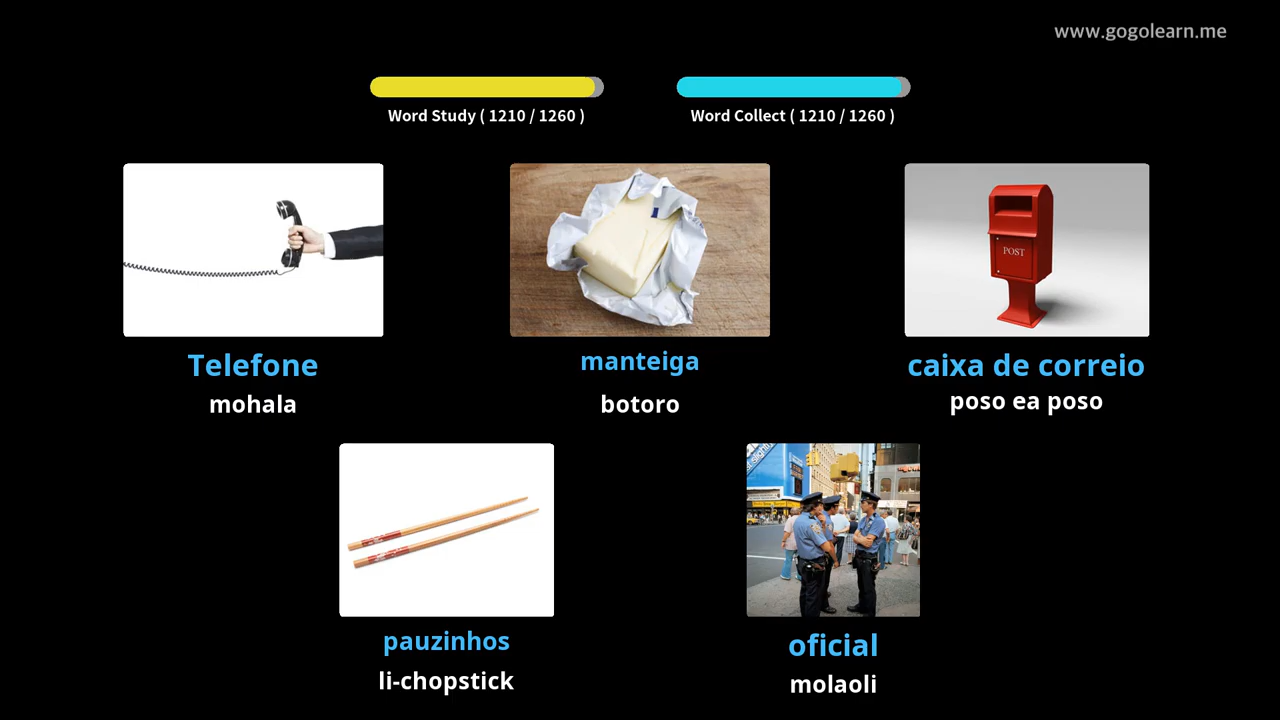 www.gogolearn.me
Word Study ( 1210 / 1260 )
Word Collect ( 1210 / 1260 )
POST
Telefone
manteiga
caixa de correio
mohala
botoro
poso ea poso
pauzinhos
oficial
li-chopstick
molaoli